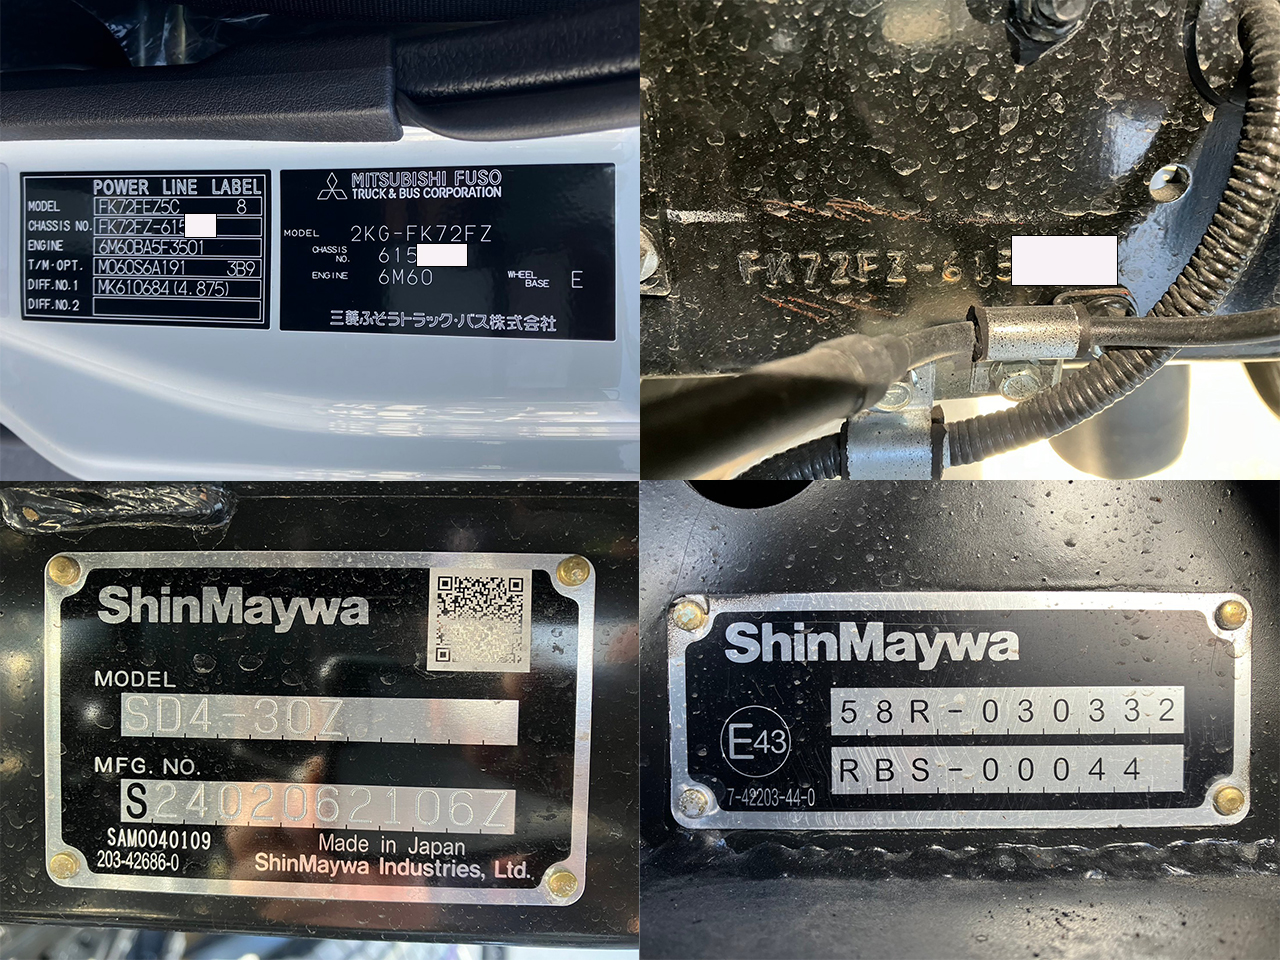 POWER LINE LABEL
MODEL FK72FEZ5C 8
CHASSIS NO. FK72FZ-615
ENGINE 6M60BA5F3501
T/M·OPT. M060S6A191 3B9
DIFF.NO.1 MK610684(4.875)
DIFF.NO.2
MITSUBISHI FUSO
TRUCK & BUS CORPORATION
MODEL 2KG-FK72FZ
CHASSIS NO. 615
ENGINE 6M60 WHEEL BASE E
三菱ふそうトラック・バス株式会社
FK72FZ-615
ShinMaywa
MODEL
SD4-30Z
MFG. NO.
S2402062106Z
SAM0040109
203-42686-0
Made in Japan
ShinMaywa Industries, Ltd.
ShinMaywa
58R-030332
E43
RBS-00044
7-42203-44-0